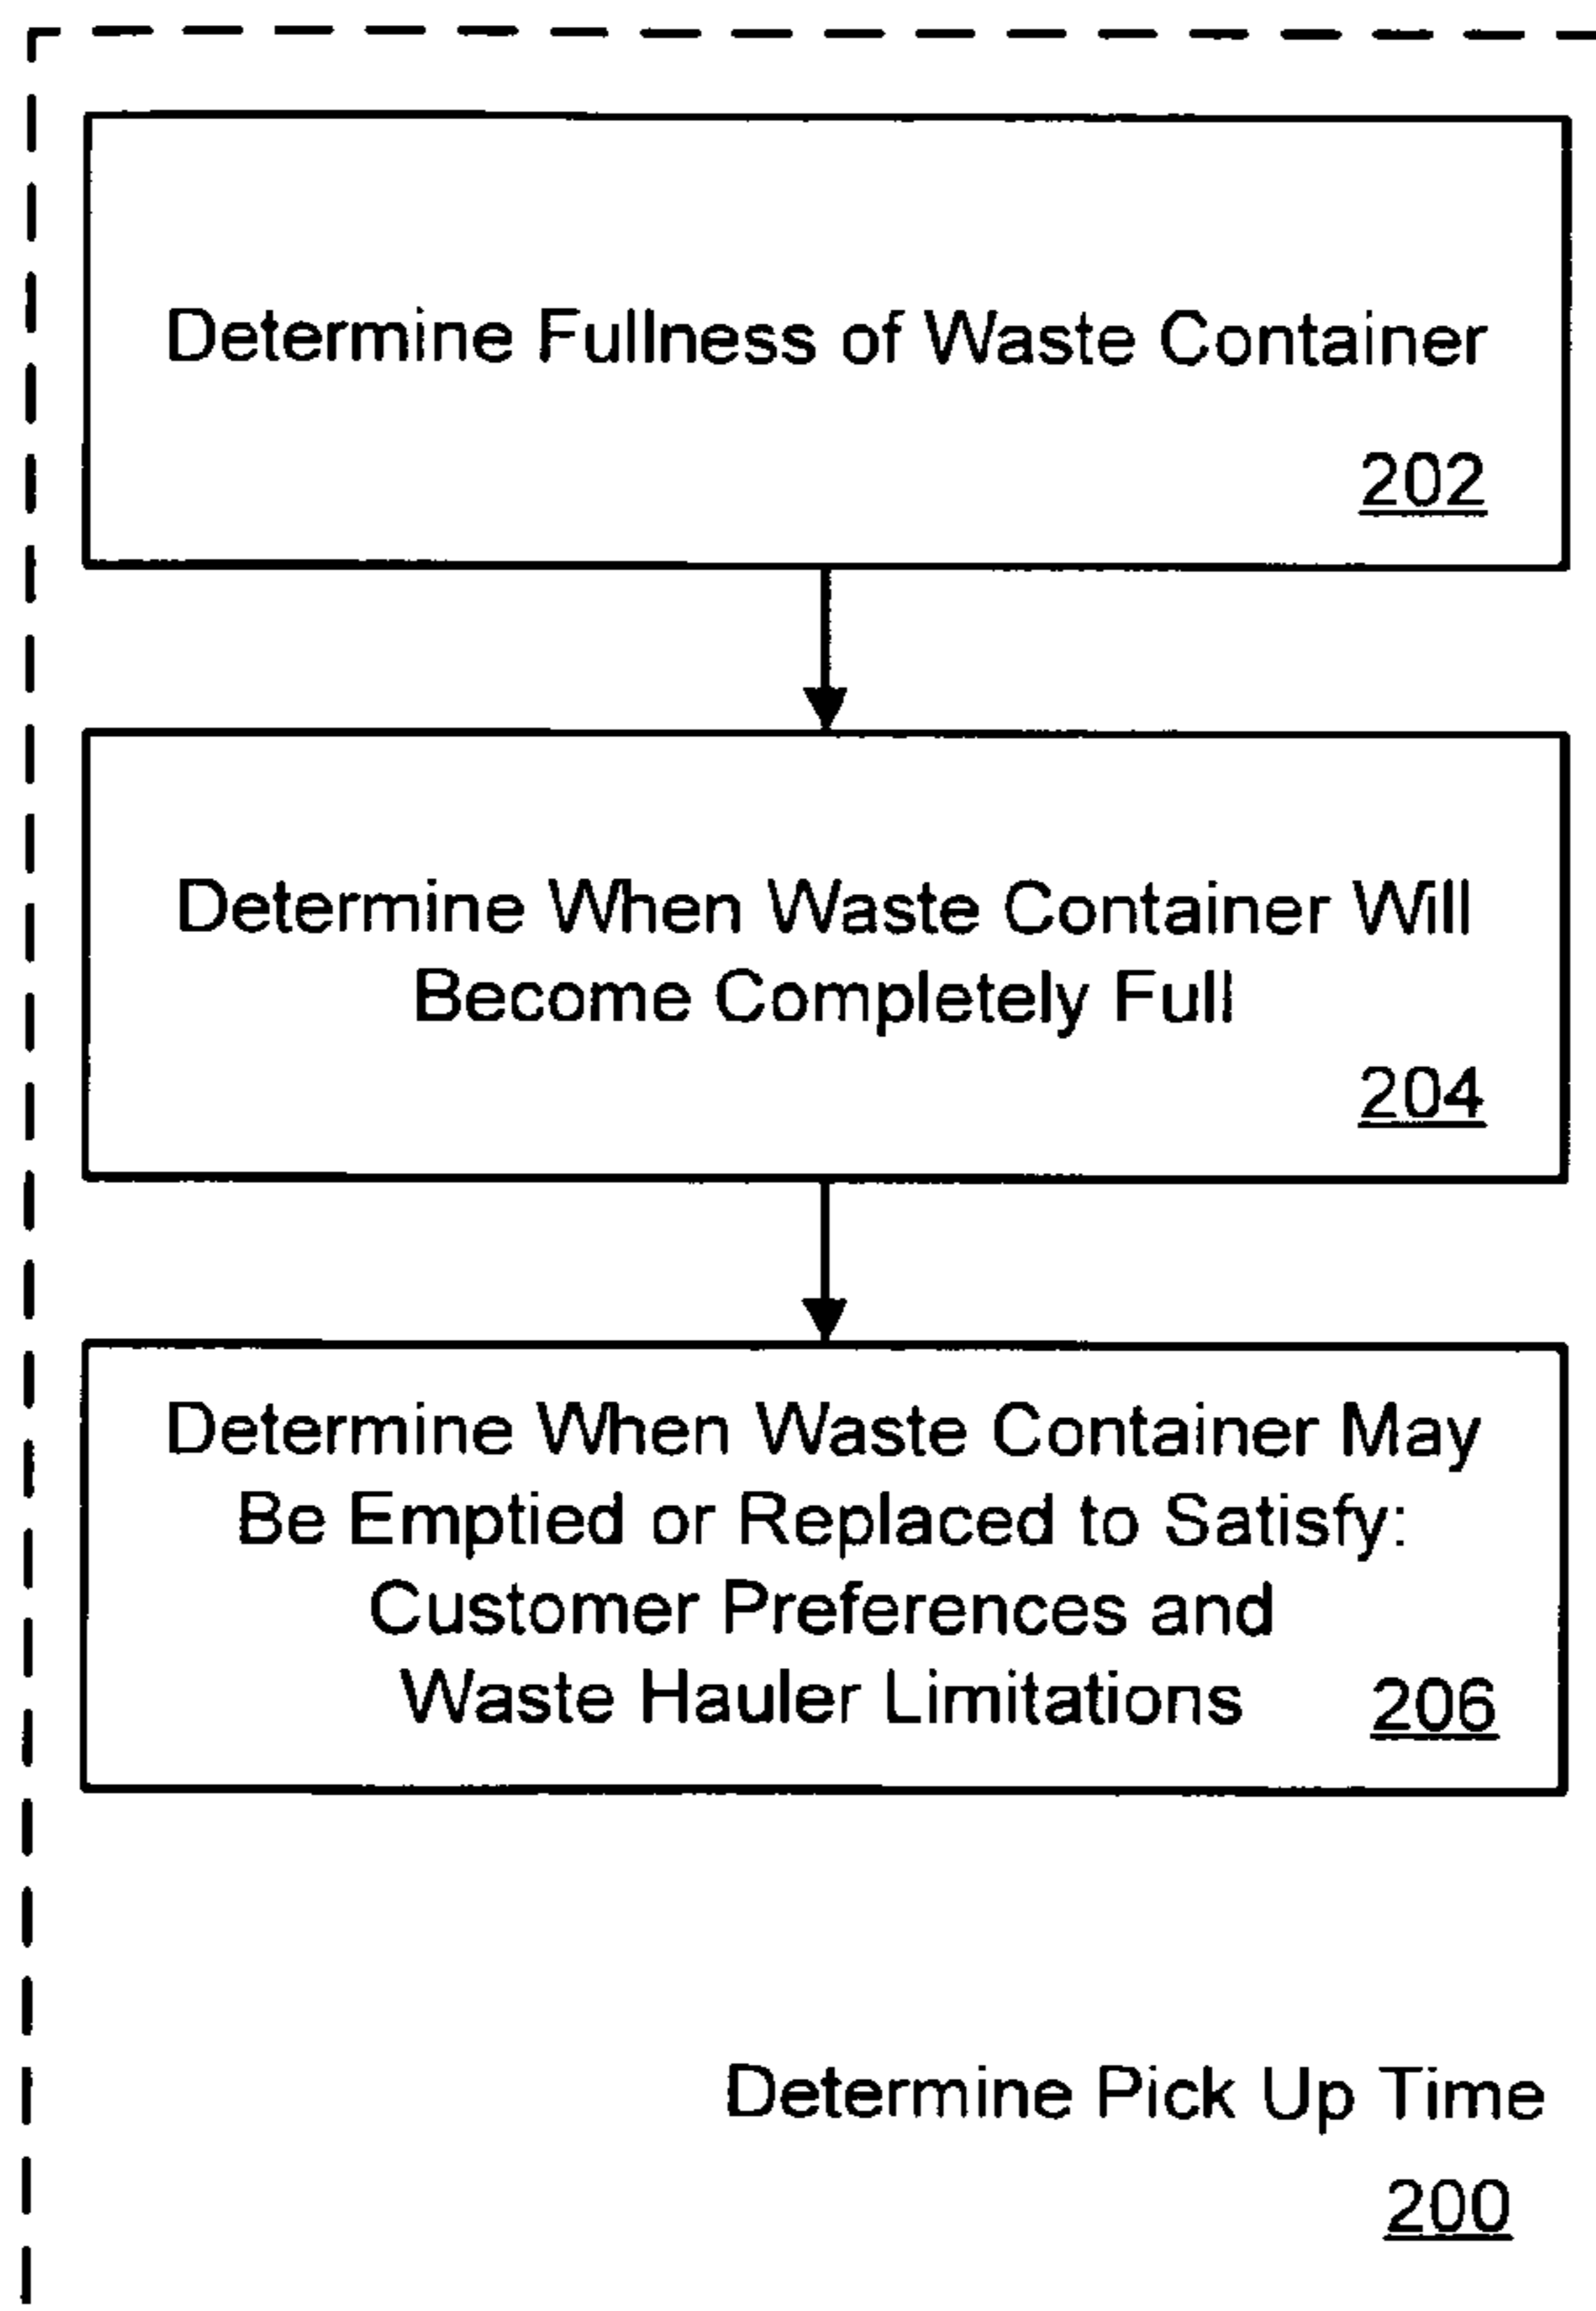 Determine Fullness of Waste Container
202
Determine When Waste Container Will
Become Completely Full
204
Determine When Waste Container May
Be Emptied or Replaced to Satisfy:
Customer Preferences and
Waste Hauler Limitations 206
Determine Pick Up Time
200